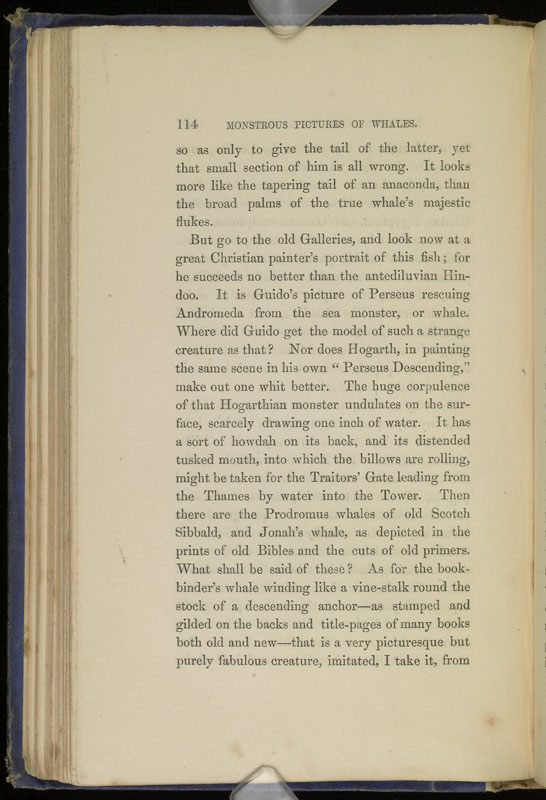 114 MONSTROUS PICTURES OF WHALES.
so as only to give the tail of the latter, yet
that small section of him is all wrong. It looks
more like the tapering tail of an anaconda, than
the broad palms of the true whale's majestic
flukes.
But go to the old Galleries, and look now at a
great Christian painter's portrait of this fish; for
he succeeds no better than the antediluvian Hin-
doo. It is Guido's picture of Perseus rescuing
Andromeda from the sea monster, or whale.
Where did Guido get the model of such a strange
creature as that? Nor does Hogarth, in painting
the same scene in his own "Perseus Descending,"
make out one whit better. The huge corpulence
of that Hogarthian monster undulates on the sur-
face, scarcely drawing one inch of water. It has
a sort of howdah on its back, and its distended
tusked mouth, into which the billows are rolling,
might be taken for the Traitors' Gate leading from
the Thames by water into the Tower. Then
there are the Prodromus whales of old Scotch
Sibbald, and Jonah's whale, as depicted in the
prints of old Bibles and the cuts of old primers.
What shall be said of these? As for the book-
binder's whale winding like a vine-stalk round the
stock of a descending anchor—as stamped and
gilded on the backs and title-pages of many books
both old and new—that is a very picturesque but
purely fabulous creature, imitated, I take it, from